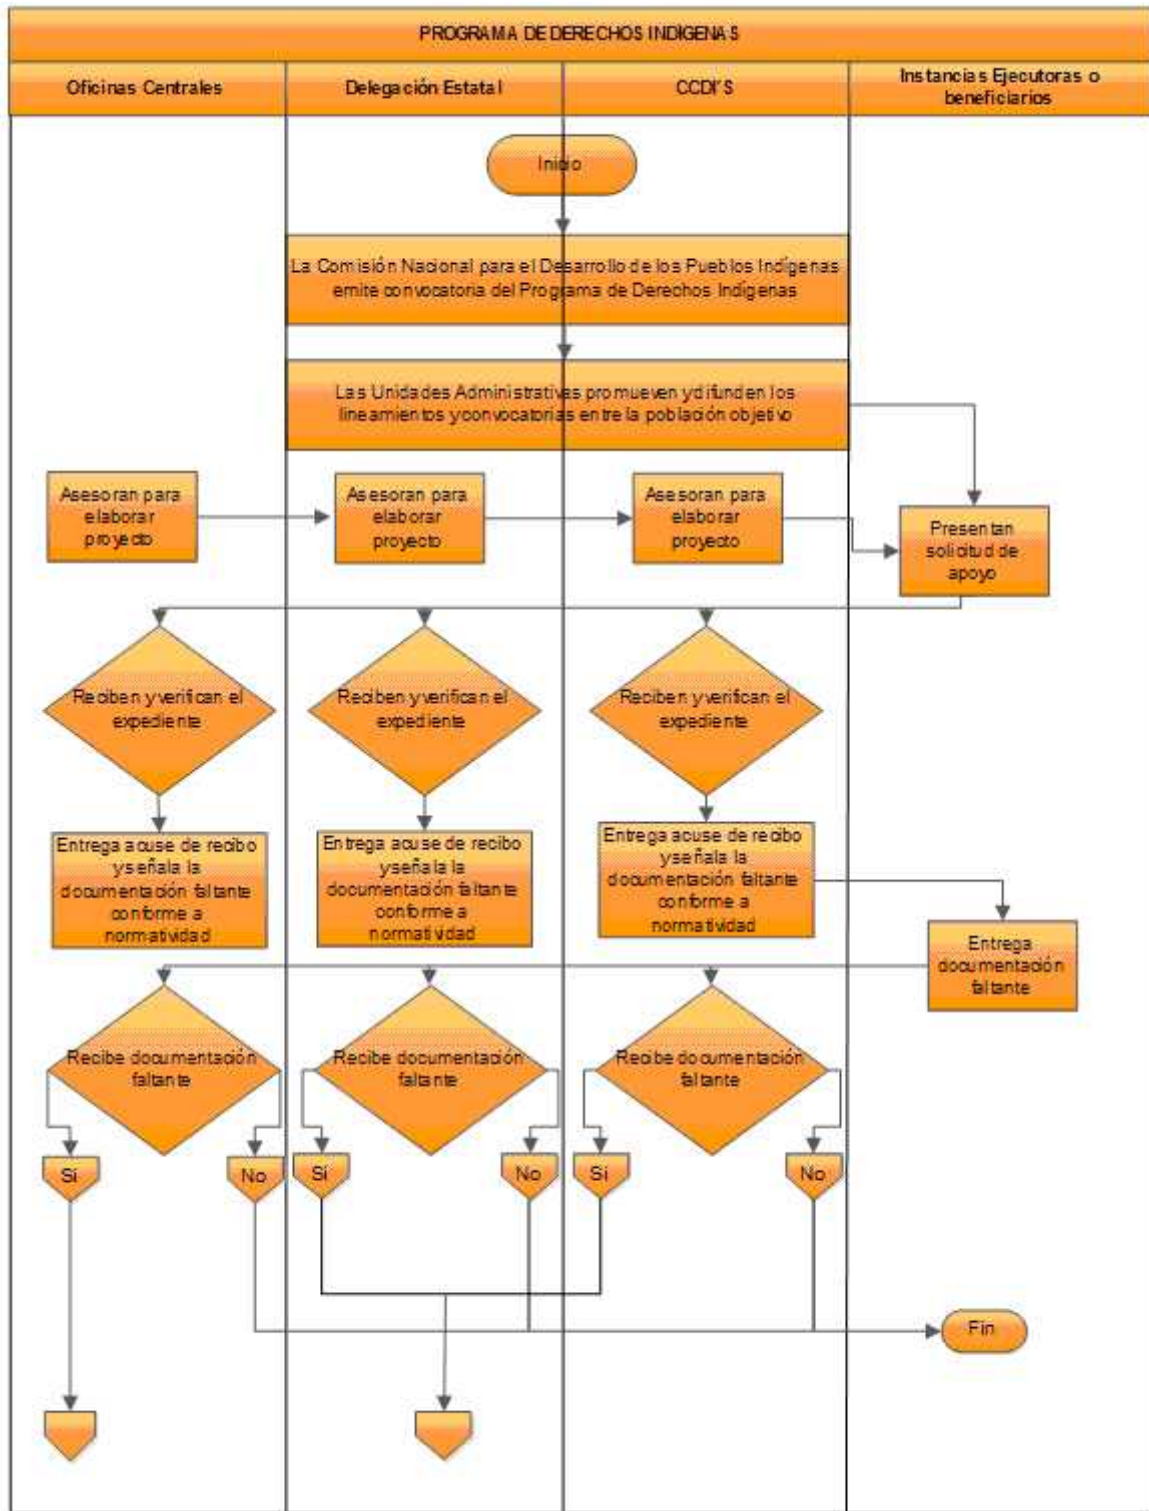 PROGRAMA DE DERECHOS INDÍGENAS
Oficinas Centrales
Delegación Estatal
CCDI'S
Instancias Ejecutoras o
beneficiarios
Inicio
La Comisión Nacional para el Desarrollo de los Pueblos Indígenas
emite convocatoria del Programa de Derechos Indígenas
Las Unidades Administrativas promueven y difunden los
lineamientos y convocatorias entre la población objetivo
Asesoran para
elaborar
proyecto
Asesoran para
elaborar
proyecto
Asesoran para
elaborar
proyecto
Presentan
solicitud de
apoyo
Reciben y verifican el
expediente
Reciben y verifican el
expediente
Reciben y verifican el
expediente
Entrega acuse de recibo
y señala la
documentación faltante
conforme a
normatividad
Entrega acuse de recibo
y señala la
documentación faltante
conforme a
normatividad
Entrega acuse de recibo
y señala la
documentación faltante
conforme a
normatividad
Entrega
documentación
faltante
Recibe documentación
faltante
Recibe documentación
faltante
Recibe documentación
faltante
Sí
No
Sí
No
Sí
No
Fin